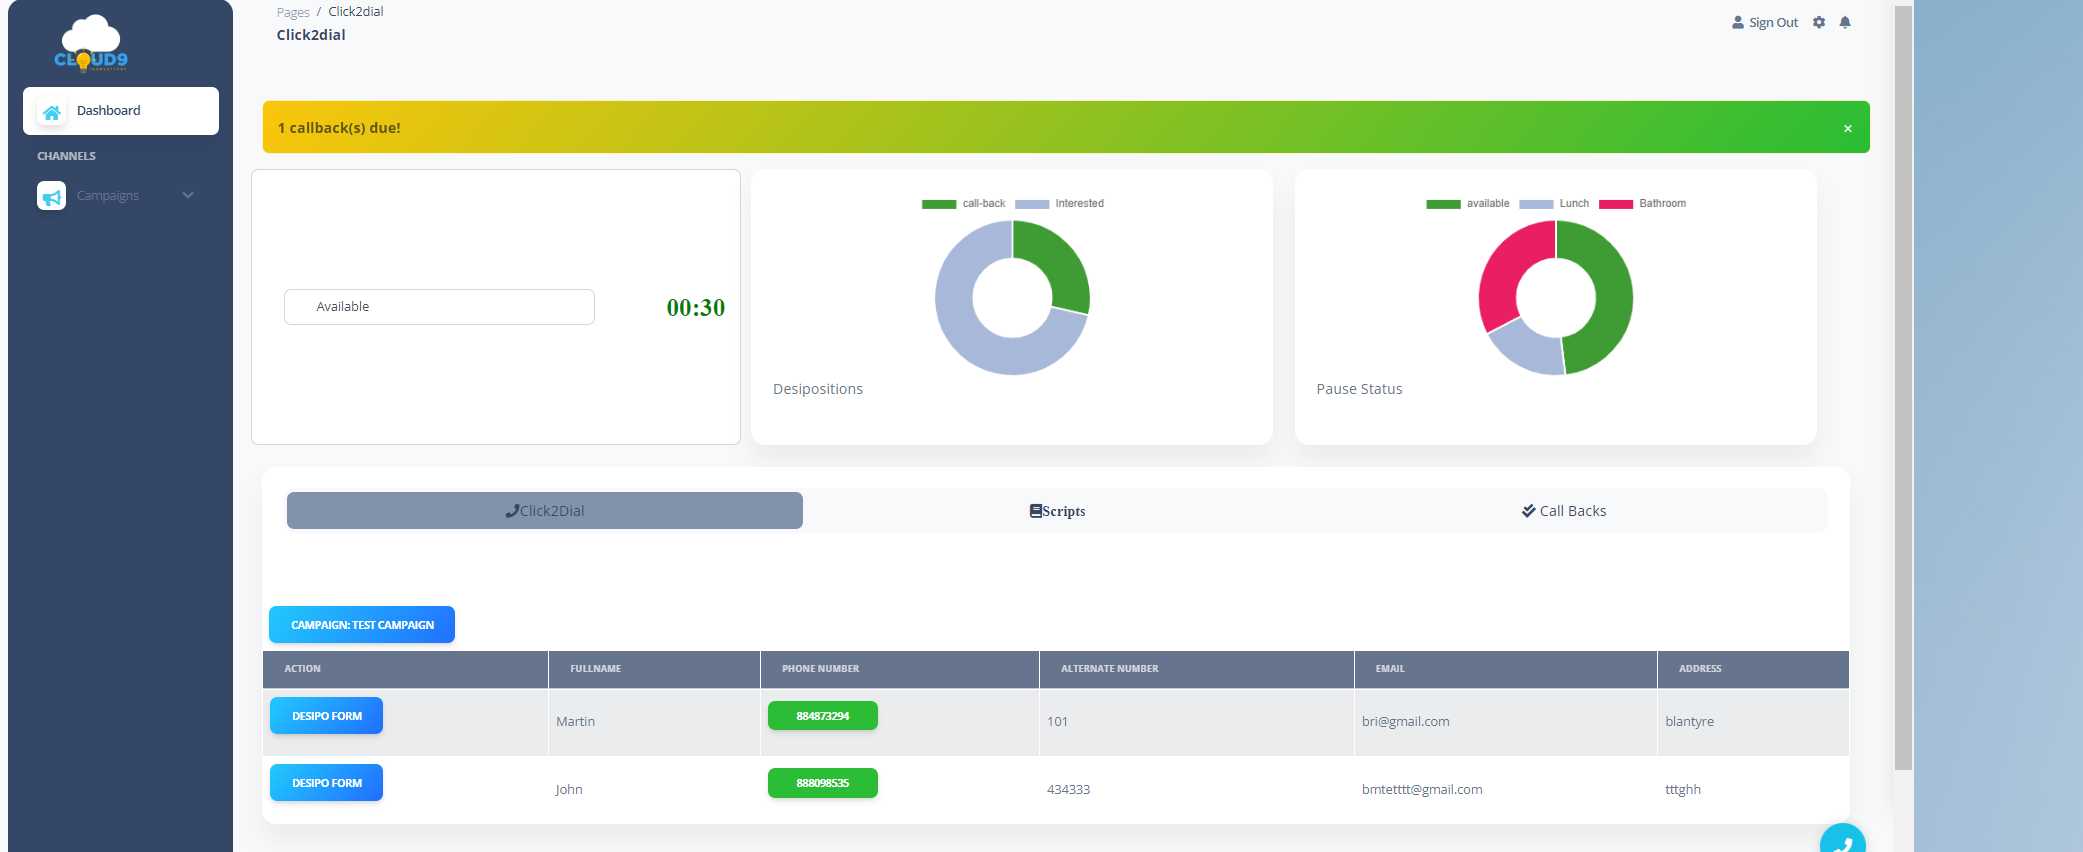 CLOUD9
Dashboard
CHANNELS
Campaigns
Pages / Click2dial
Click2dial
Sign Out
1 callback(s) due!
×
Available
00:30
call-back Interested
Desipositions
available Lunch Bathroom
Pause Status
Click2Dial
Scripts
Call Backs
CAMPAIGN: TEST CAMPAIGN
ACTION FULLNAME PHONE NUMBER ALTERNATE NUMBER EMAIL ADDRESS
DESIPO FORM Martin 884873294 101 bri@gmail.com blantyre
DESIPO FORM John 888098535 434333 bmtetttt@gmail.com tttghh